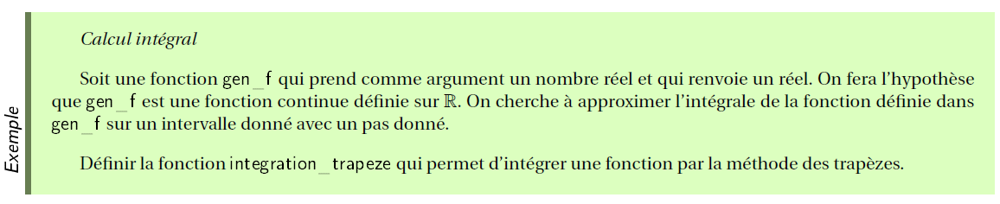 Calcul intégral
Soit une fonction gen_f qui prend comme argument un nombre réel et qui renvoie un réel. On fera l'hypothèse
que gen_f est une fonction continue définie sur ℝ. On cherche à approximer l'intégrale de la fonction définie dans
gen_f sur un intervalle donné avec un pas donné.
Définir la fonction integration_trapeze qui permet d'intégrer une fonction par la méthode des trapèzes.
Exemple